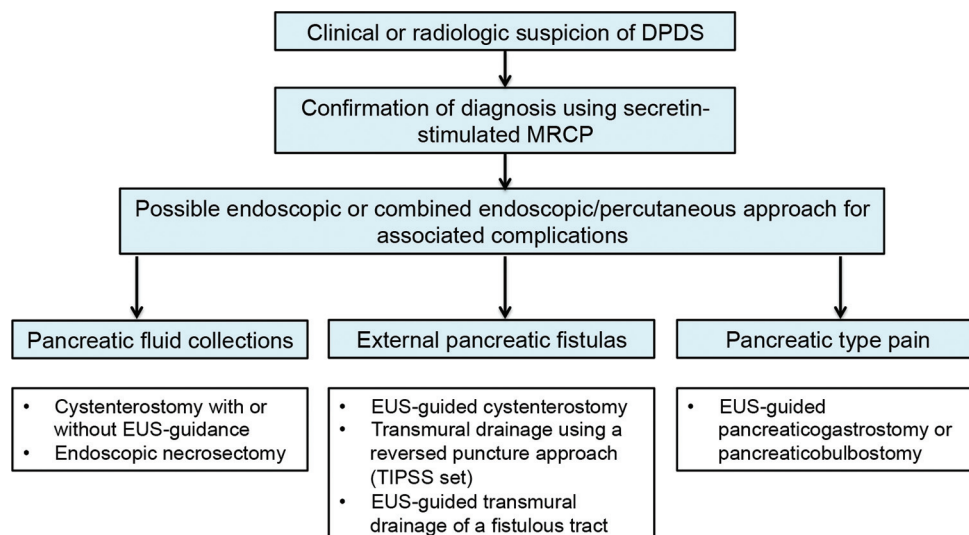 Clinical or radiologic suspicion of DPDS
Confirmation of diagnosis using secretin-
stimulated MRCP
Possible endoscopic or combined endoscopic/percutaneous approach for
associated complications
Pancreatic fluid collections
External pancreatic fistulas
Pancreatic type pain
• Cystenterostomy with or
without EUS-guidance
• Endoscopic necrosectomy
• EUS-guided cystenterostomy
• Transmural drainage using a
reversed puncture approach
(TIPSS set)
• EUS-guided transmural
drainage of a fistulous tract
• EUS-guided
pancreaticogastrostomy or
pancreaticobulbostomy